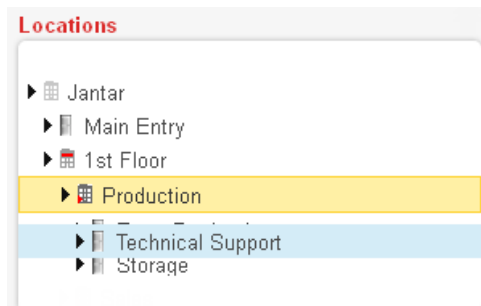 Locations
Jantar
Main Entry
1st Floor
Production
Technical Support
Storage